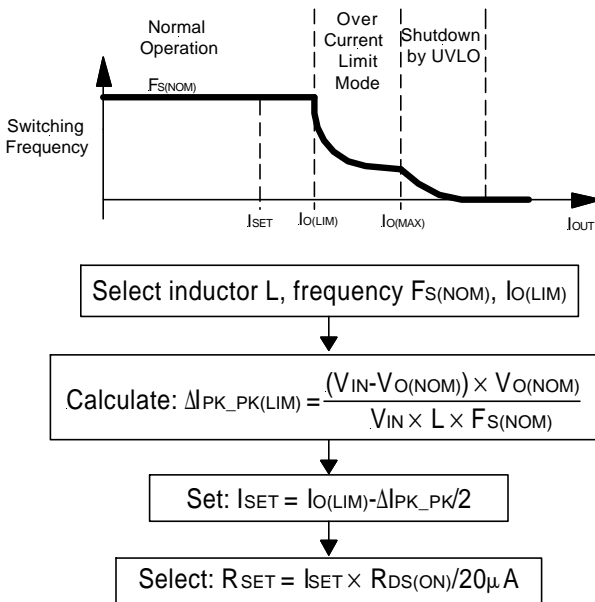 Normal
Operation
Over
Current
Limit
Mode
Shutdown
by UVLO
FS(NOM)
Switching
Frequency
ISET
IO(LIM)
IO(MAX)
IOUT
Select inductor L, frequency FS(NOM), IO(LIM)
Calculate: ΔIPK_PK(LIM) = (VIN-VO(NOM)) × VO(NOM)
VIN × L × FS(NOM)
Set: ISET = IO(LIM)-ΔIPK_PK/2
Select: RSET = ISET × RDS(ON)/20μA